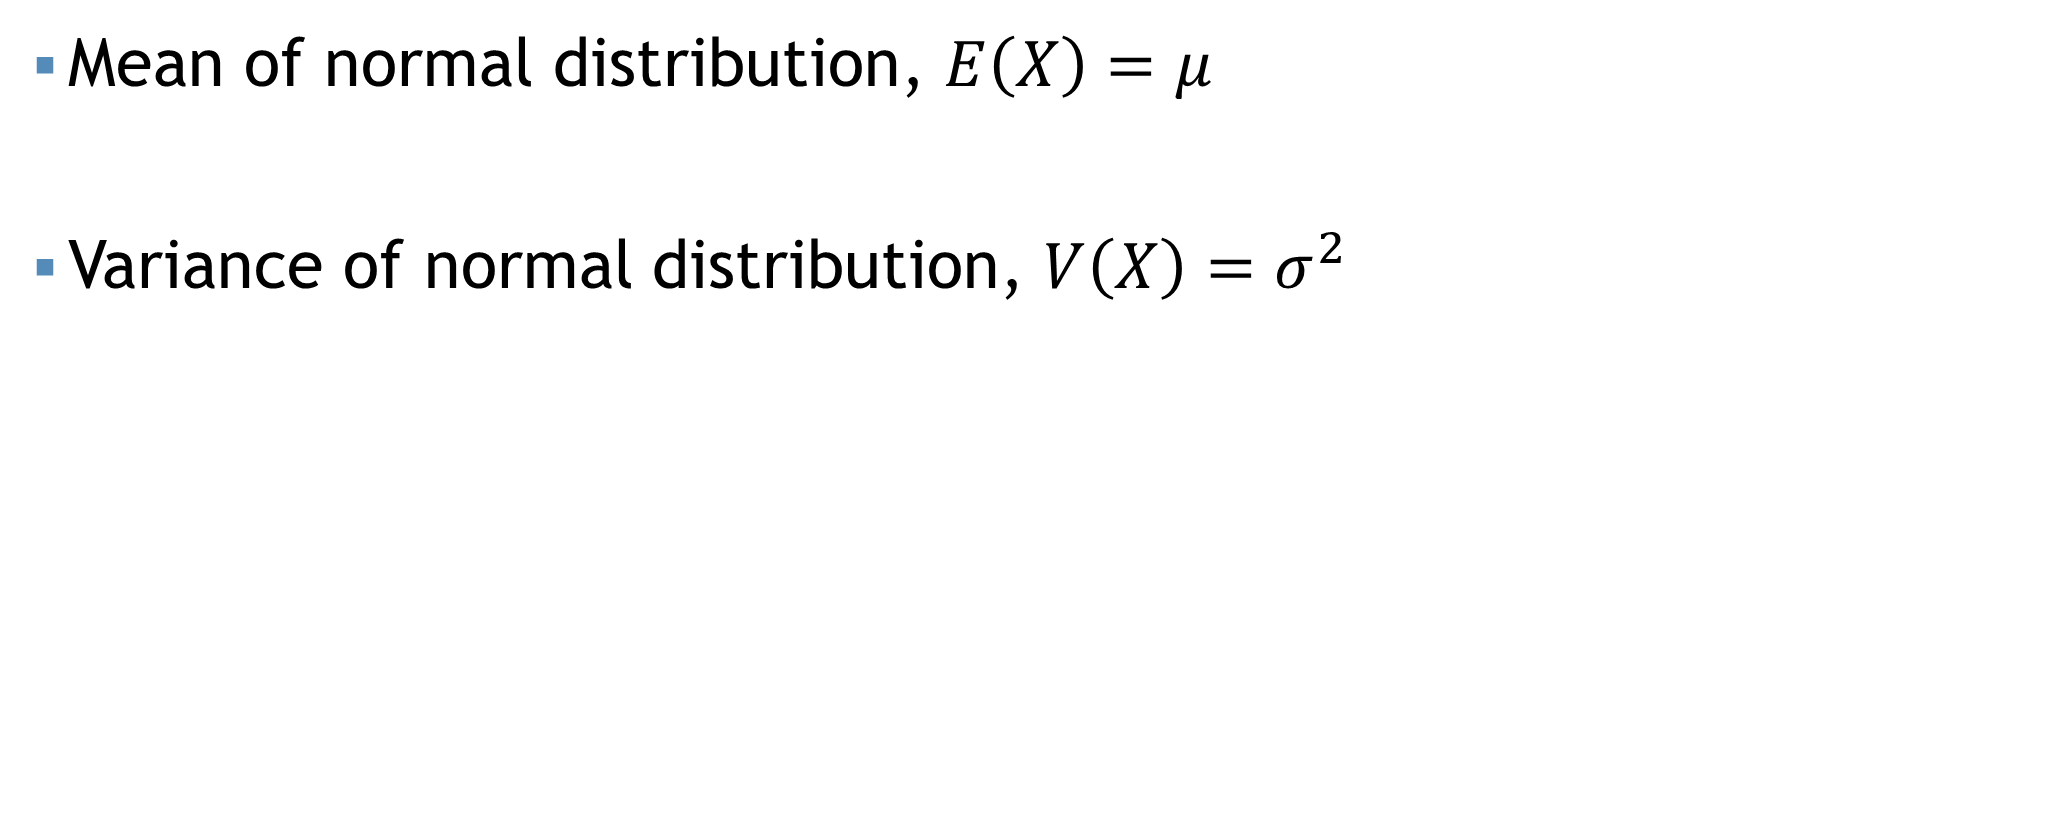 ▪ Mean of normal distribution, E(X) = μ
▪ Variance of normal distribution, V(X) = σ²